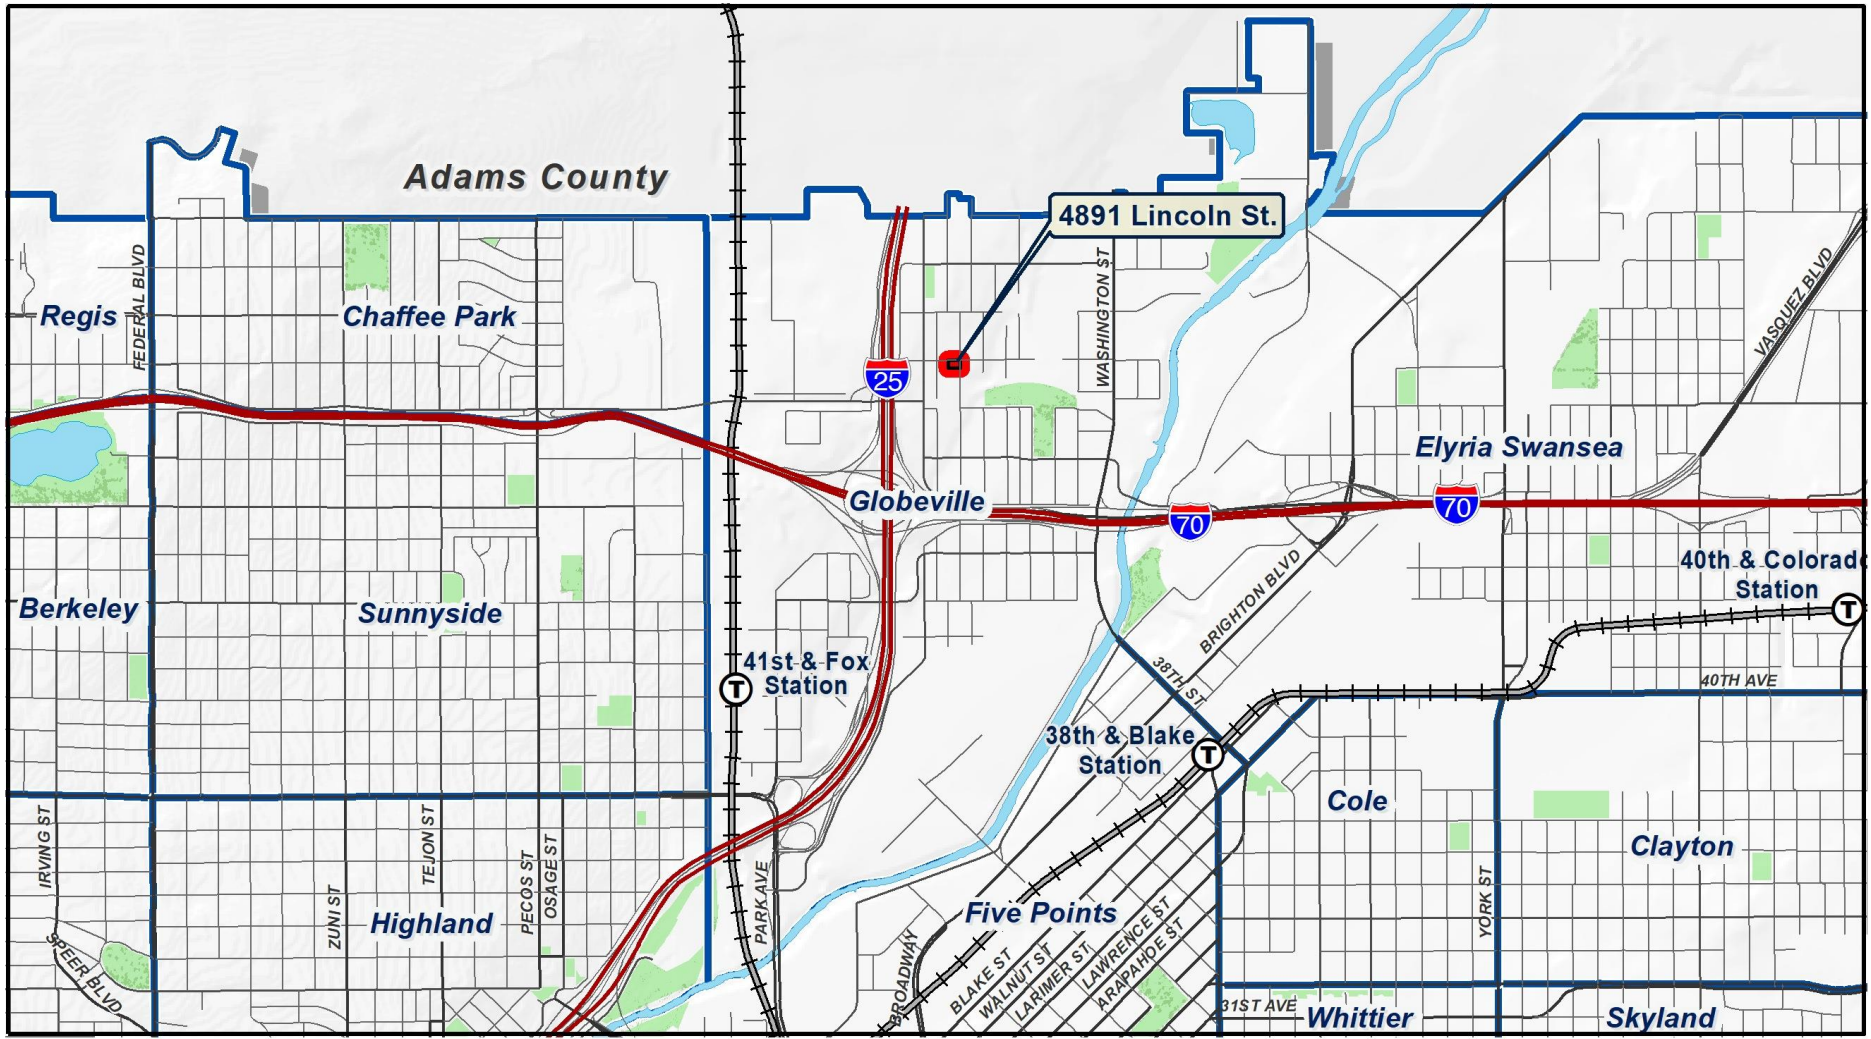 Adams County
4891 Lincoln St.
FEDERAL BLVD
WASHINGTON ST
VASQUEZ BLVD
Regis
Chaffee Park
25
Elyria Swansea
Globeville
70
70
BRIGHTON BLVD
40th & Colorado
Station
T
Berkeley
Sunnyside
41st & Fox
Station
T
38TH ST
40TH AVE
38th & Blake
Station
T
Cole
Clayton
IRVING ST
TEJON ST
ZUNI ST
PECOS ST
OSAGE ST
PARK AVE
YORK ST
Highland
Five Points
SPEER BLVD
BROADWAY
BLAKE ST
WALNUT ST
LARIMER ST
LAWRENCE ST
ARAPAHOE ST
31ST AVE
Whittier
Skyland